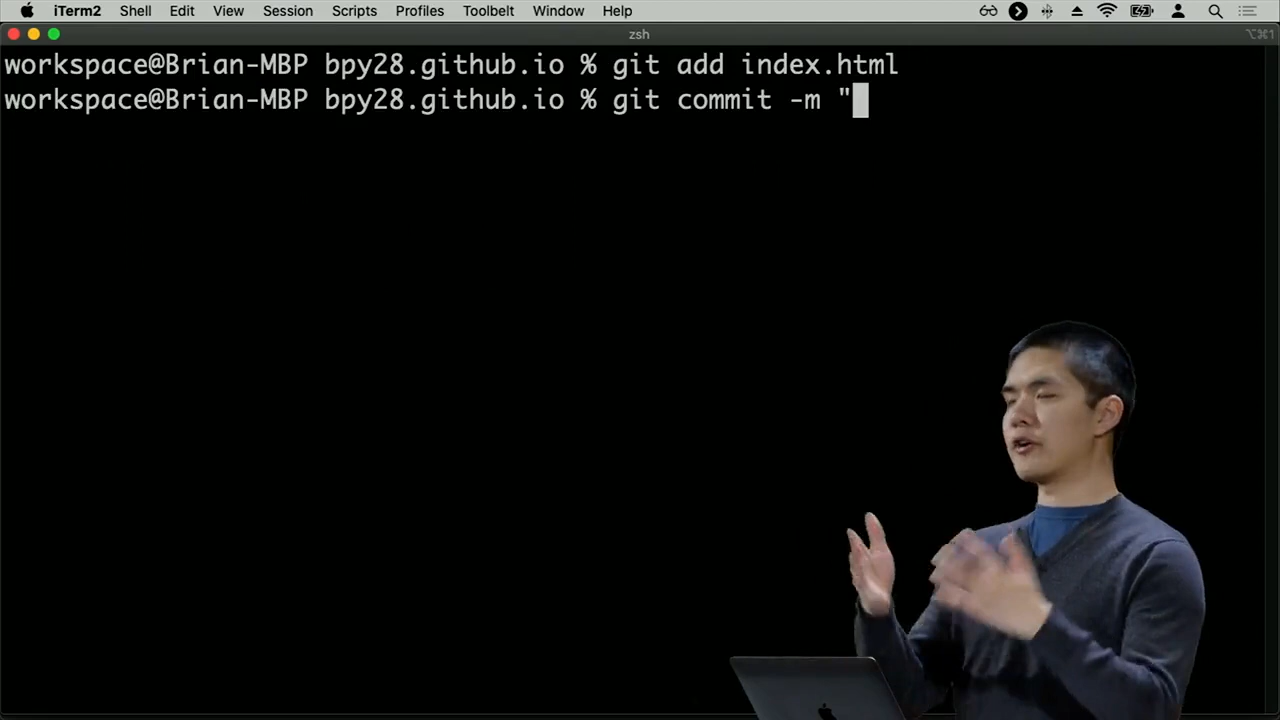 iTerm2 Shell Edit View Session Scripts Profiles Toolbelt Window Help
zsh ⌥⌘1
workspace@Brian-MBP bpy28.github.io % git add index.html
workspace@Brian-MBP bpy28.github.io % git commit -m "